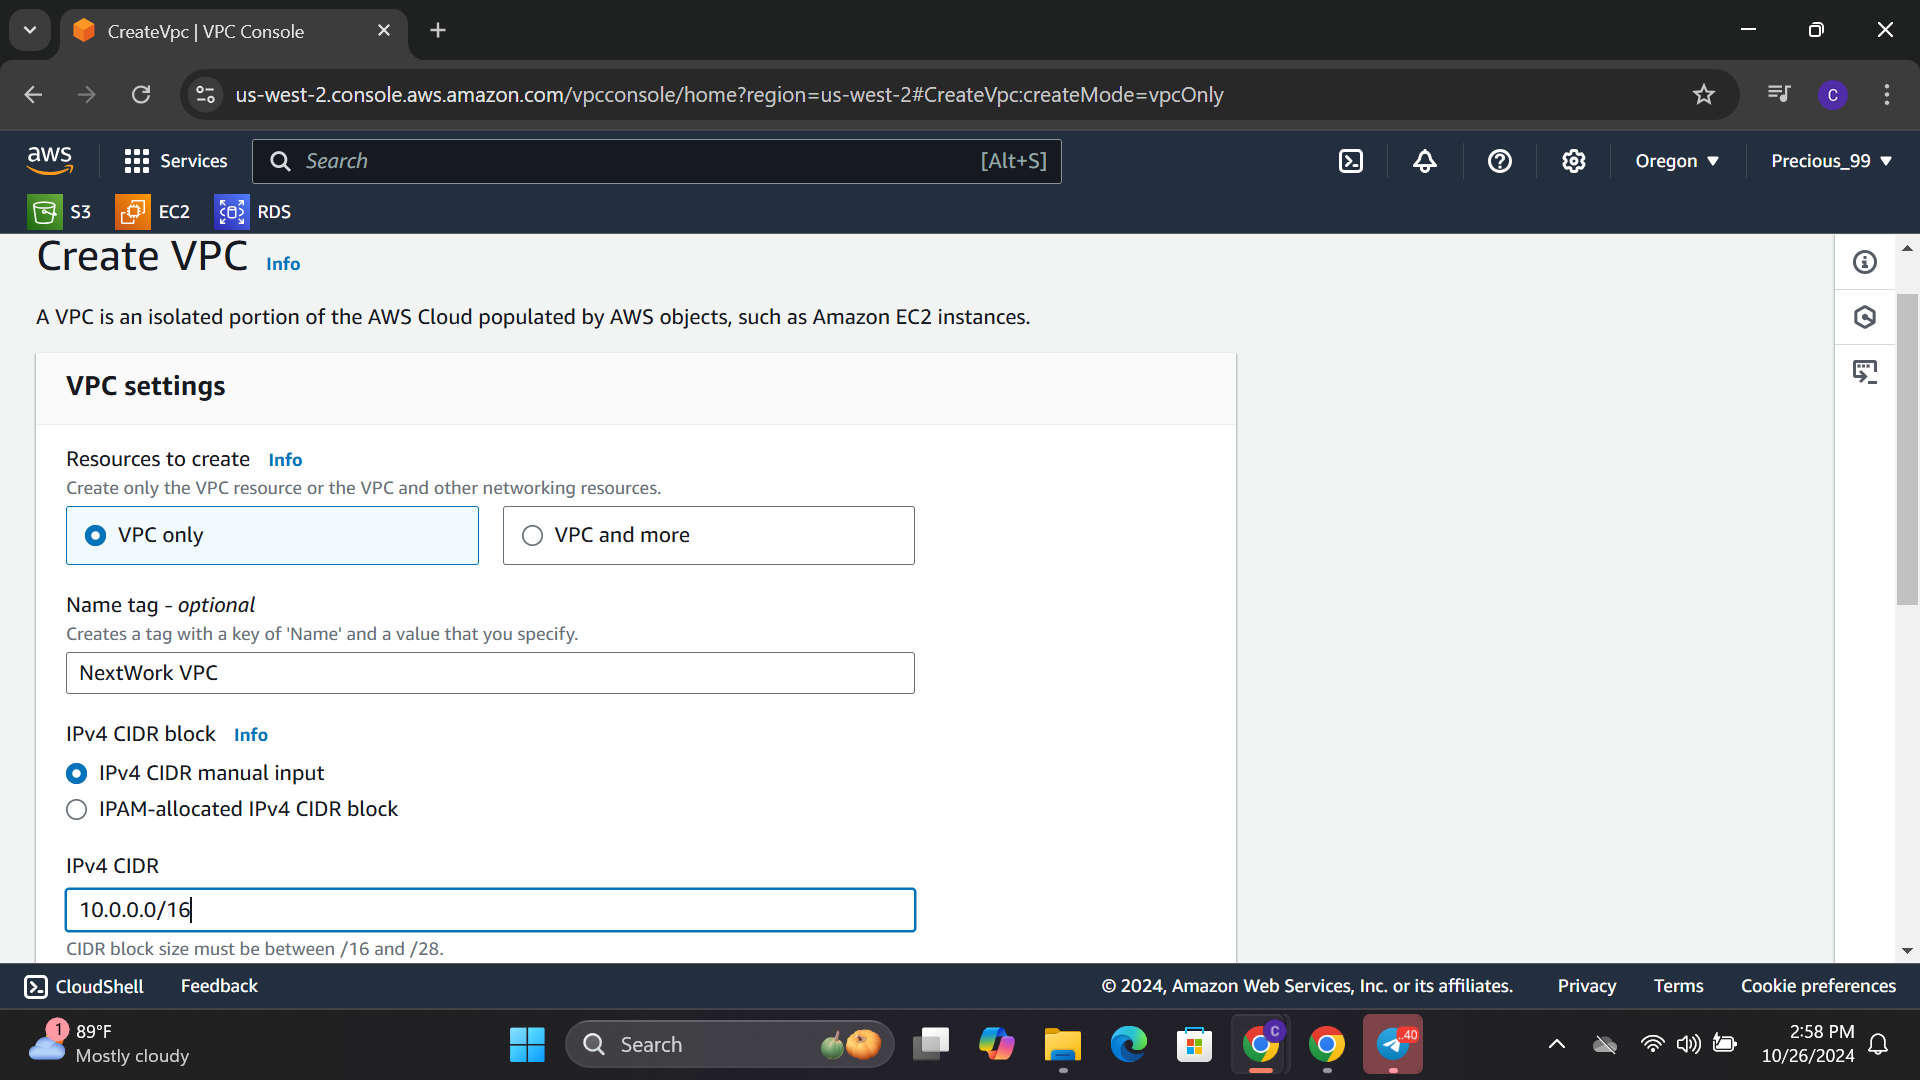 CreateVpc | VPC Console
us-west-2.console.aws.amazon.com/vpcconsole/home?region=us-west-2#CreateVpc:createMode=vpcOnly
C
aws
Services
Search
[Alt+S]
Oregon
Precious_99
S3
EC2
RDS
Create VPC Info
A VPC is an isolated portion of the AWS Cloud populated by AWS objects, such as Amazon EC2 instances.
VPC settings
Resources to create Info
Create only the VPC resource or the VPC and other networking resources.
VPC only
VPC and more
Name tag - optional
Creates a tag with a key of 'Name' and a value that you specify.
NextWork VPC
IPv4 CIDR block Info
IPv4 CIDR manual input
IPAM-allocated IPv4 CIDR block
IPv4 CIDR
10.0.0.0/16
CIDR block size must be between /16 and /28.
CloudShell
Feedback
© 2024, Amazon Web Services, Inc. or its affiliates.
Privacy
Terms
Cookie preferences
1
89°F
Mostly cloudy
Search
C
..40
2:58 PM
10/26/2024